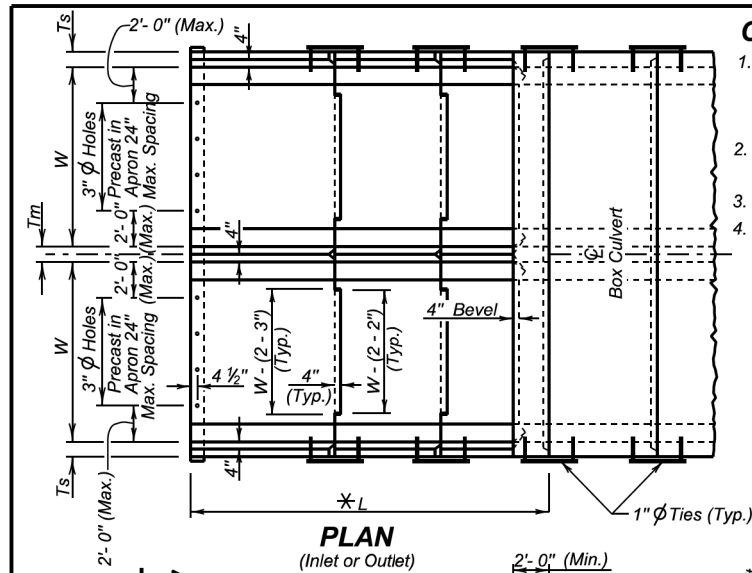 2'- 0" (Max.)
Ts
4"
C
1.
2.
3.
4.
W
3" Ø Holes
Precast in
Apron 24"
Max. Spacing
2'- 0"
(Max.)
Tm
4"
℄
Box Culvert
2'- 0"
(Max.)
4" Bevel
W
3" Ø Holes
Precast in
Apron 24"
Max. Spacing
W - (2 - 3")
(Typ.)
4"
(Typ.)
W - (2 - 2")
(Typ.)
4 ½"
Ts
2'- 0" (Max.)
4"
*L
1" Ø Ties (Typ.)
PLAN
(Inlet or Outlet)
2'- 0" (Min.)